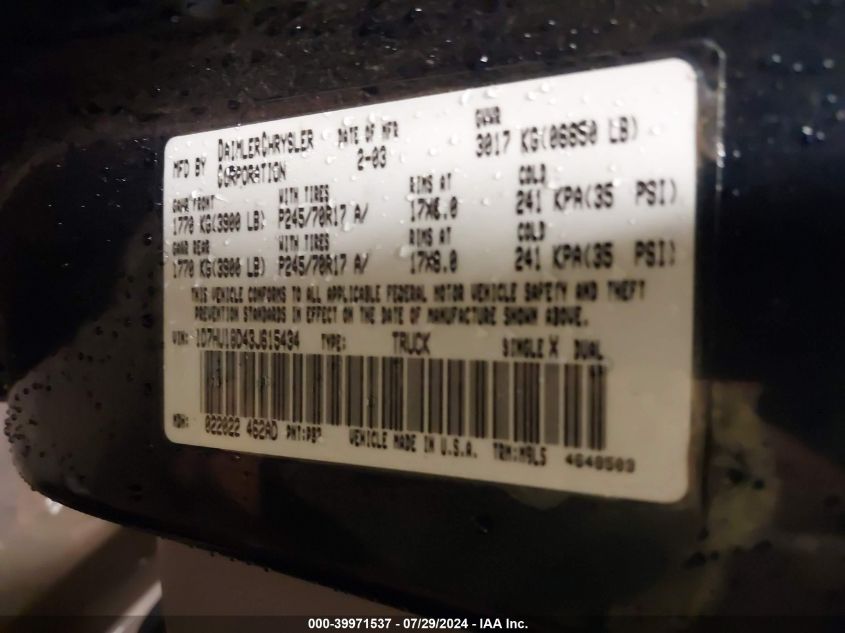 MFD BY DAIMLERCHRYSLER CORPORATION DATE OF MFR 2-03 GVWR 3017 KG(06650 LB)
GAWR FRONT WITH TIRES RIMS AT COLD
1770 KG(3900 LB) P245/70R17 A/ 17X8.0 241 KPA(35 PSI)
GAWR REAR WITH TIRES RIMS AT COLD
1770 KG(3900 LB) P245/70R17 A/ 17X8.0 241 KPA(35 PSI)
THIS VEHICLE CONFORMS TO ALL APPLICABLE FEDERAL MOTOR VEHICLE SAFETY AND THEFT
PREVENTION STANDARDS IN EFFECT ON THE DATE OF MANUFACTURE SHOWN ABOVE.
VIN: 1D7HU18D43J615434 TYPE: TRUCK SINGLE X DUAL
MDH: 022022 462AD PNT: VEHICLE MADE IN U.S.A. TRM:M9L5
000-39971537 - 07/29/2024 - IAA Inc.